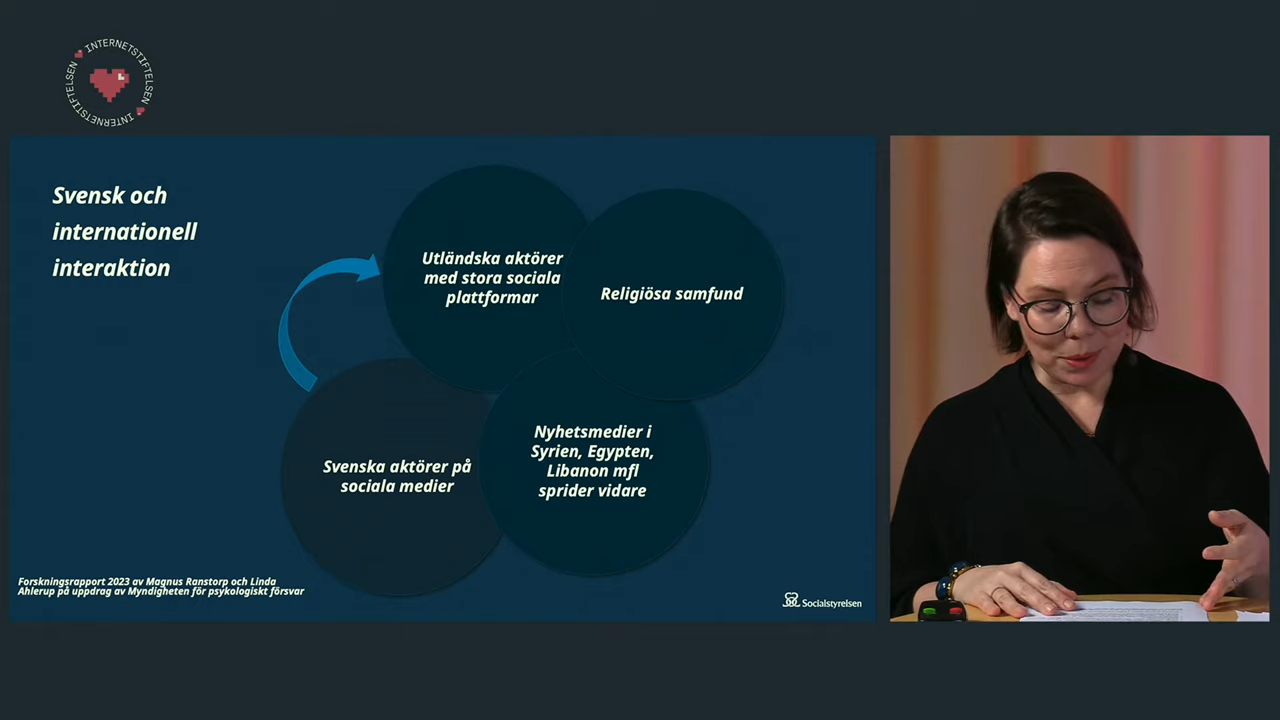 INTERNETSTIFTELSEN
INTERNETSTIFTELSEN
Svensk och
internationell
interaktion
Utländska aktörer
med stora sociala
plattformar
Religiösa samfund
Svenska aktörer på
sociala medier
Nyhetsmedier i
Syrien, Egypten,
Libanon mfl
sprider vidare
Forskningsrapport 2023 av Magnus Ranstorp och Linda
Ahlerup på uppdrag av Myndigheten för psykologiskt försvar
Socialstyrelsen